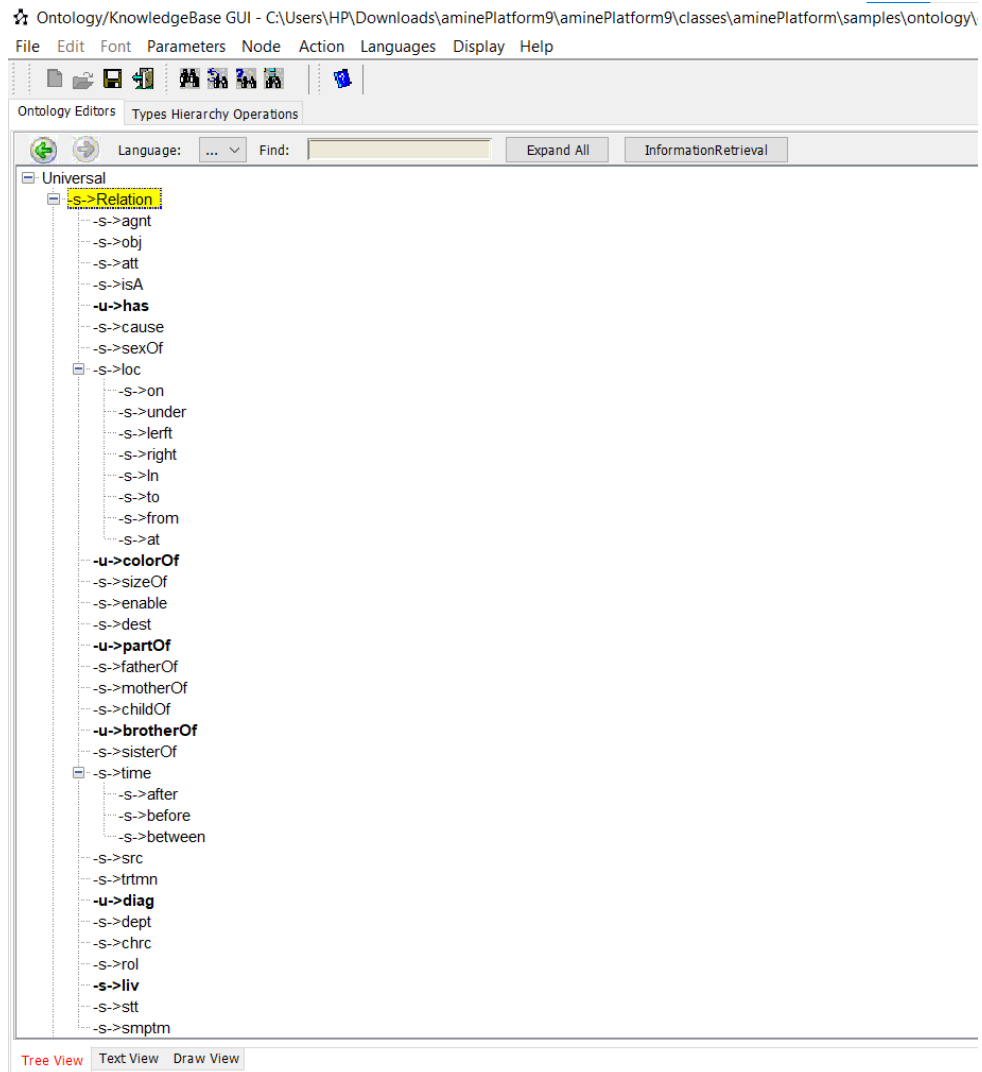 Ontology/KnowledgeBase GUI - C:\Users\HP\Downloads\aminePlatform9\aminePlatform9\classes\aminePlatform\samples\ontology\
File Edit Font Parameters Node Action Languages Display Help
Ontology Editors Types Hierarchy Operations
Language: ... Find: Expand All InformationRetrieval
Universal
-s->Relation
-s->agnt
-s->obj
-s->att
-s->isA
-u->has
-s->cause
-s->sexOf
-s->loc
-s->on
-s->under
-s->lerft
-s->right
-s->In
-s->to
-s->from
-s->at
-u->colorOf
-s->sizeOf
-s->enable
-s->dest
-u->partOf
-s->fatherOf
-s->motherOf
-s->childOf
-u->brotherOf
-s->sisterOf
-s->time
-s->after
-s->before
-s->between
-s->src
-s->trtmn
-u->diag
-s->dept
-s->chrc
-s->rol
-s->liv
-s->stt
-s->smptm
Tree View Text View Draw View